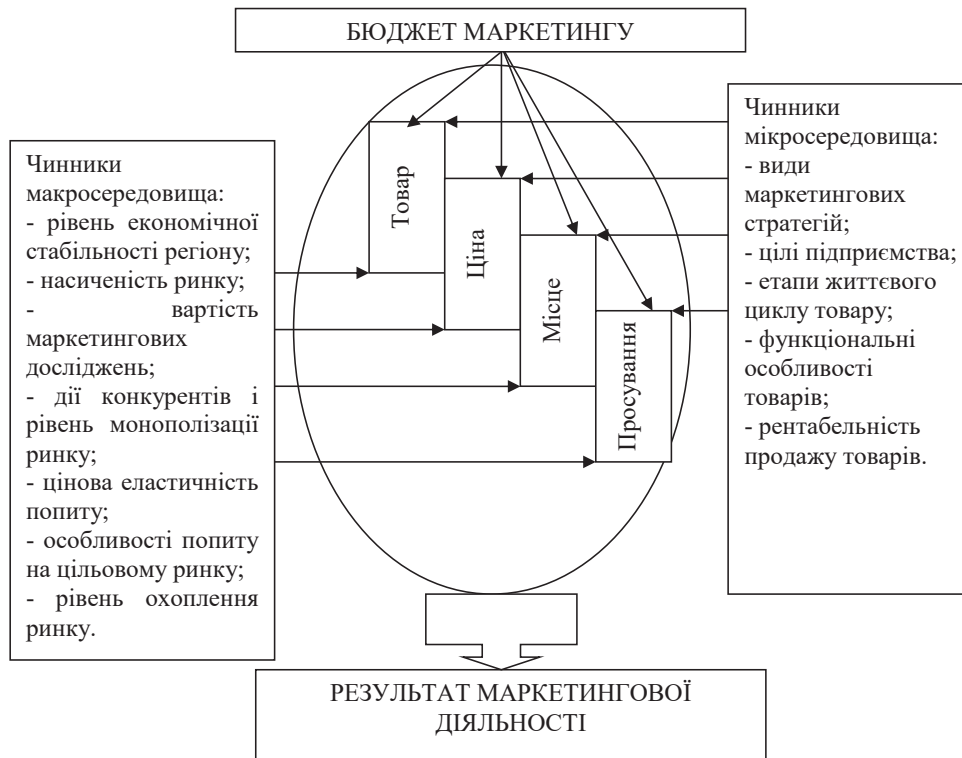 БЮДЖЕТ МАРКЕТИНГУ
Чинники
макросередовища:
- рівень економічної
стабільності регіону;
- насиченість ринку;
- вартість
маркетингових
досліджень;
- дії конкурентів і
рівень монополізації
ринку;
- цінова еластичність
попиту;
- особливості попиту
на цільовому ринку;
- рівень охоплення
ринку.
Товар
Ціна
Місце
Просування
Чинники
мікросередовища:
- види
маркетингових
стратегій;
- цілі підприємства;
- етапи життєвого
циклу товару;
- функціональні
особливості
товарів;
- рентабельність
продажу товарів.
РЕЗУЛЬТАТ МАРКЕТИНГОВОЇ
ДІЯЛЬНОСТІ